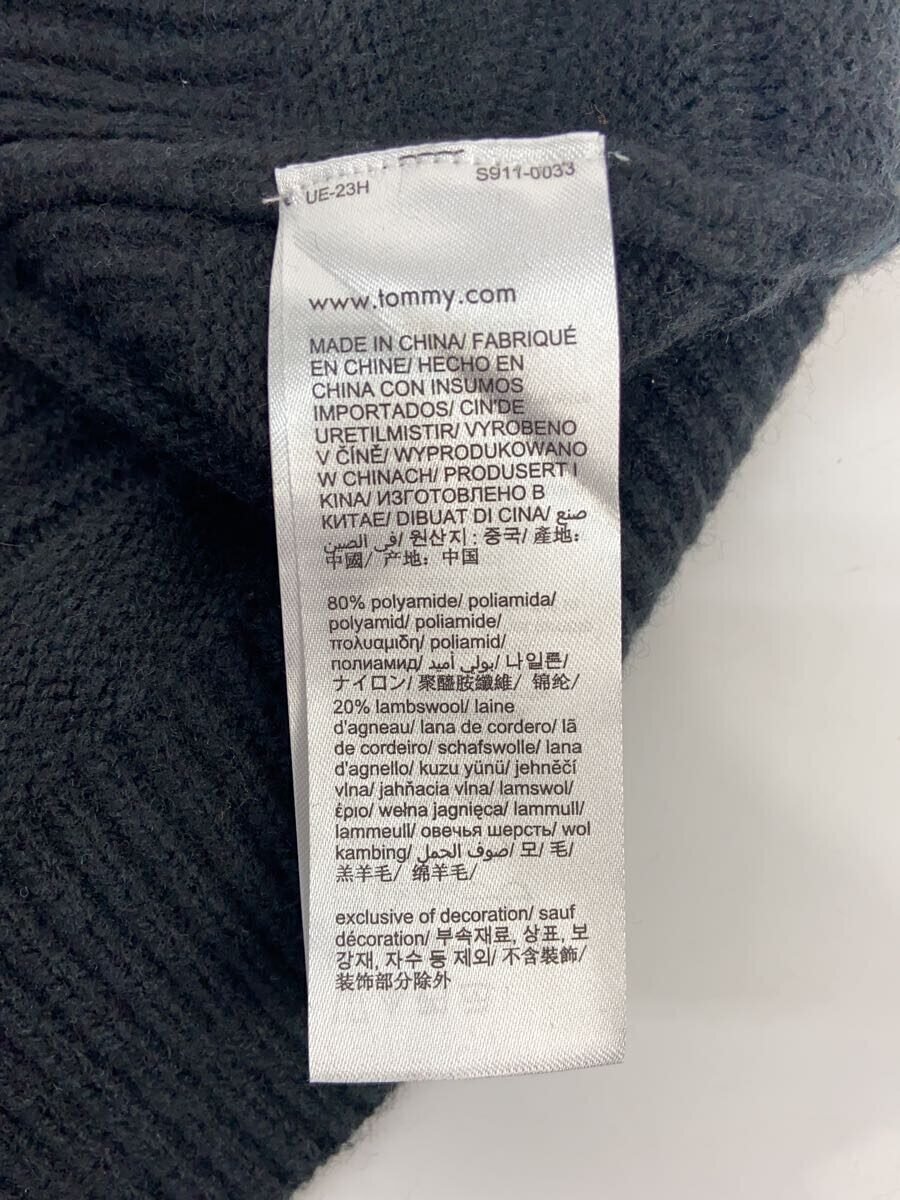 UE-23H S911-0033
www.tommy.com
MADE IN CHINA/ FABRIQUÉ
EN CHINE/ HECHO EN
CHINA CON INSUMOS
IMPORTADOS/ CIN'DE
URETILMISTIR/ VYROBENO
V ČÍNĚ/ WYPRODUKOWANO
W CHINACH/ PRODUSERT I
KINA/ ИЗГОТОВЛЕНО В
КИТАЕ/ DIBUAT DI CINA/ صنع
في الصين/ 원산지 : 중국/ 產地:
中國/ 产地: 中国
80% polyamide/ poliamida/
polyamid/ poliamide/
πολυαμιδη/ poliamid/
полиамид/ بولي أميد/ 나일론/
ナイロン/ 聚醯胺纖維/ 锦纶/
20% lambswool/ laine
d'agneau/ lana de cordero/ lã
de cordeiro/ schafswolle/ lana
d'agnello/ kuzu yünü/ jehněčí
vlna/ jahňacia vlna/ lamswol/
έριο/ wełna jagnięca/ lammull/
lammeull/ овечья шерсть/ wol
kambing/ صوف الحمل/ 모/ 毛/
羔羊毛/ 绵羊毛/
exclusive of decoration/ sauf
décoration/ 부속재료, 상표, 보
강재, 자수 등 제외/ 不含裝飾/
装饰部分除外